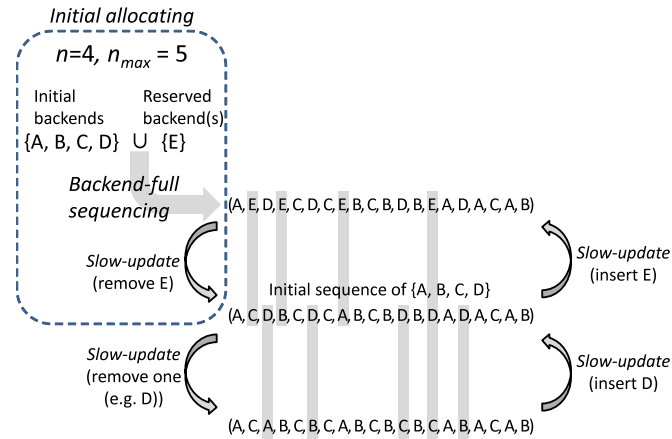 Initial allocating
n=4, nmax = 5
Initial backends
Reserved backend(s)
{A, B, C, D} ∪ {E}
Backend-full sequencing
(A, E, D, E, C, D, C, E, B, C, B, D, B, E, A, D, A, C, A, B)
Slow-update
(remove E)
Slow-update
(insert E)
Initial sequence of {A, B, C, D}
(A, C, D, B, C, D, C, A, B, C, B, D, B, D, A, D, A, C, A, B)
Slow-update
(remove one
(e.g. D))
Slow-update
(insert D)
(A, C, A, B, C, B, C, A, B, C, B, C, B, C, A, B, A, C, A, B)